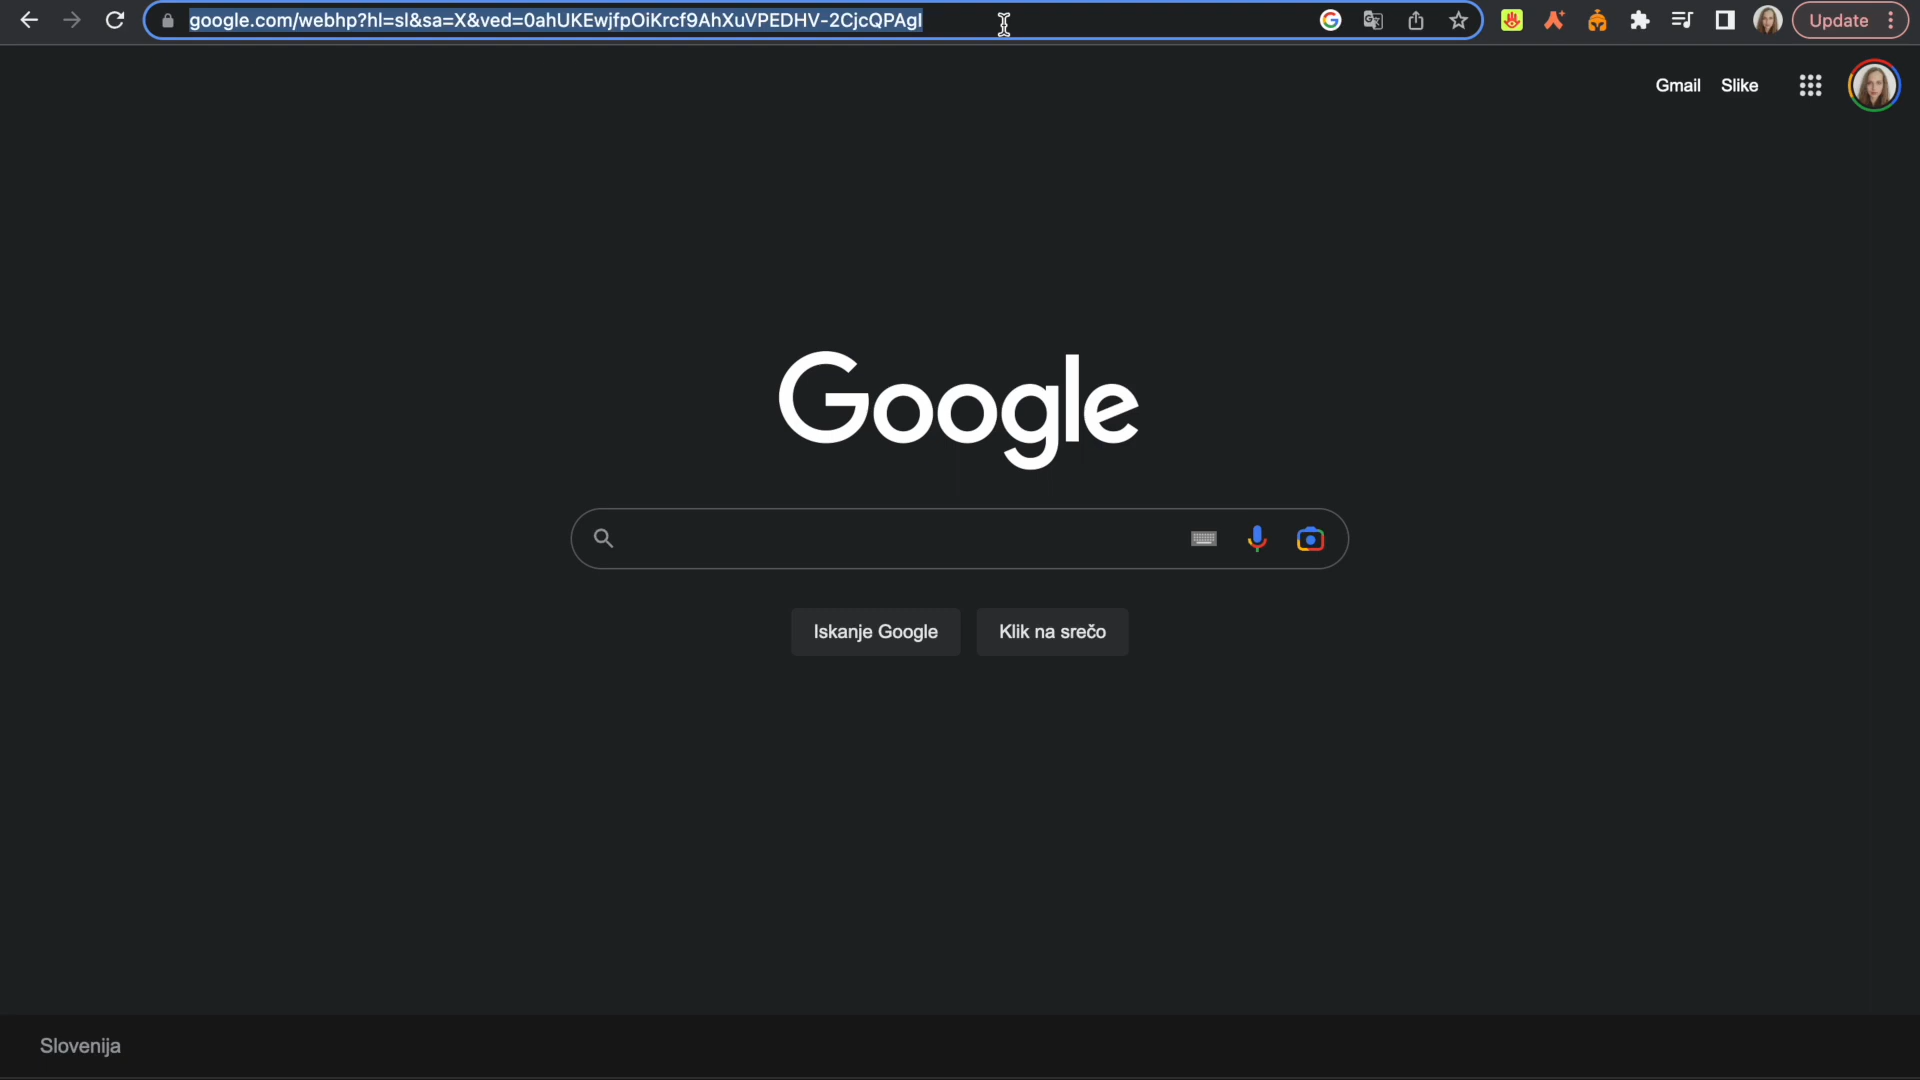 google.com/webhp?hl=sl&sa=X&ved=0ahUKEwjfpOiKrcf9AhXuVPEDHV-2CjcQPAgI
Update
Gmail Slike
Google
Iskanje Google
Klik na srečo
Slovenija